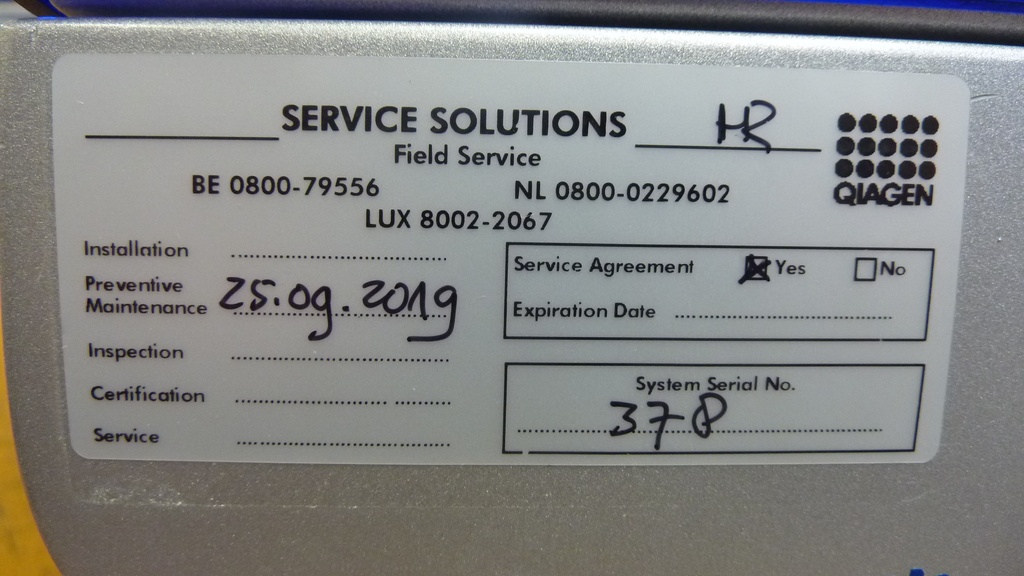 SERVICE SOLUTIONS HR
Field Service
QIAGEN
BE 0800-79556 NL 0800-0229602
LUX 8002-2067
Installation
Preventive
Maintenance 25.09.2019
Inspection
Certification
Service
Service Agreement Yes No
Expiration Date
System Serial No.
378